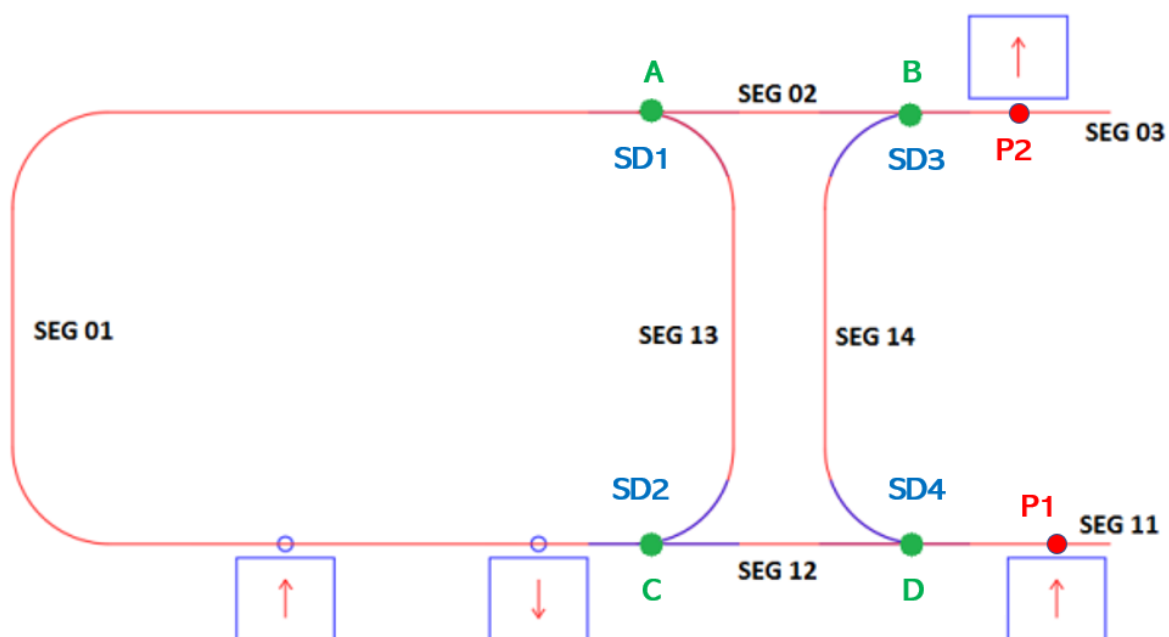 A
B
SEG 02
SEG 03
SD1
SD3
P2
SEG 01
SEG 13
SEG 14
SD2
SD4
P1
SEG 11
C
SEG 12
D